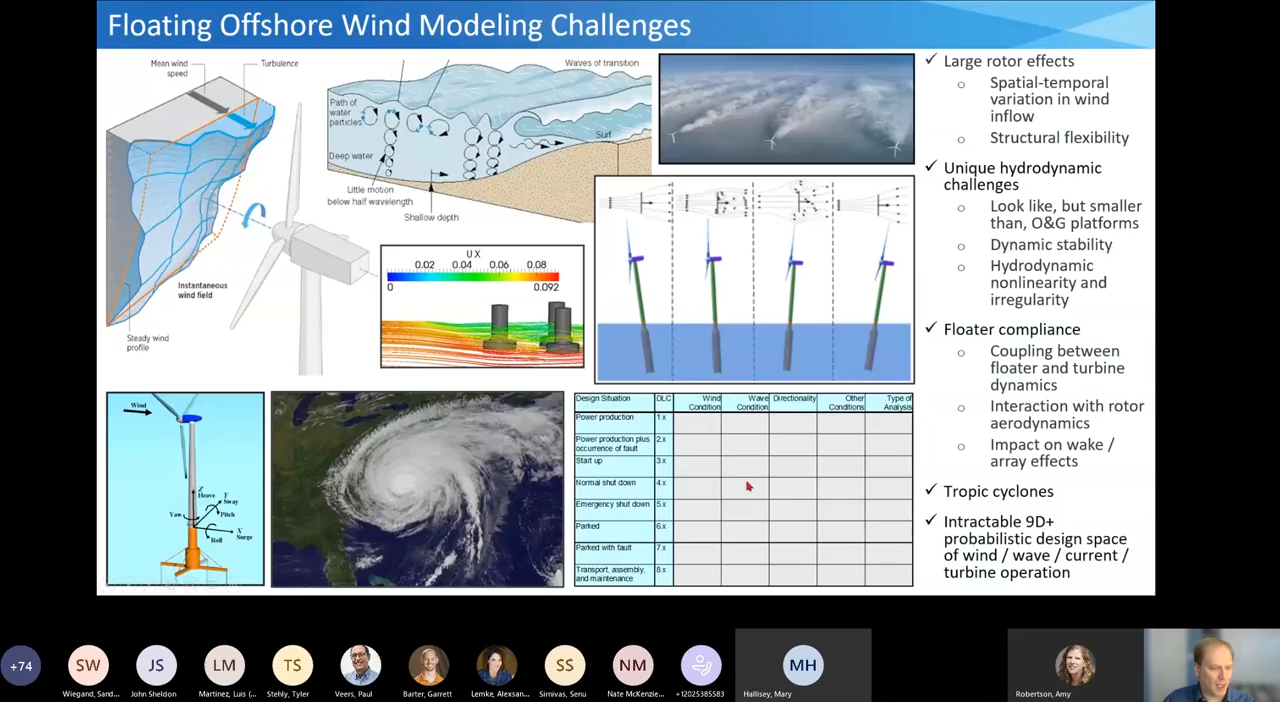 Floating Offshore Wind Modeling Challenges
Mean wind
speed
Turbulence
Instantaneous
wind field
Steady wind
profile
Waves of transition
Path of
water
particles
Deep water
Surf
Little motion
below half wavelength
Shallow depth
UX
0.02 0.04 0.06 0.08
0 0.092
Wind
Z
Heave
Y
Sway
Yaw
Pitch
X
Surge
Roll
Design Situation DLC Wind Condition Wave Condition Directionality Other Conditions Type of Analysis
Power production 1.x
Power production plus
occurrence of fault 2.x
Start up 3.x
Normal shut down 4.x
Emergency shut down 5.x
Parked 6.x
Parked with fault 7.x
Transport, assembly,
and maintenance 8.x
✓ Large rotor effects
o Spatial-temporal
variation in wind
inflow
o Structural flexibility
✓ Unique hydrodynamic
challenges
o Look like, but smaller
than, O&G platforms
o Dynamic stability
o Hydrodynamic
nonlinearity and
irregularity
✓ Floater compliance
o Coupling between
floater and turbine
dynamics
o Interaction with rotor
aerodynamics
o Impact on wake /
array effects
✓ Tropic cyclones
✓ Intractable 9D+
probabilistic design space
of wind / wave / current /
turbine operation
+74
SW
Wiegand, Sand...
JS
John Sheldon
LM
Martinez, Luis (...
TS
Stehly, Tyler
Veers, Paul
Barter, Garrett
Lemke, Alexsan...
SS
Sirnivas, Senu
NM
Nate McKenzie...
+12025385583
MH
Hallisey, Mary
Robertson, Amy